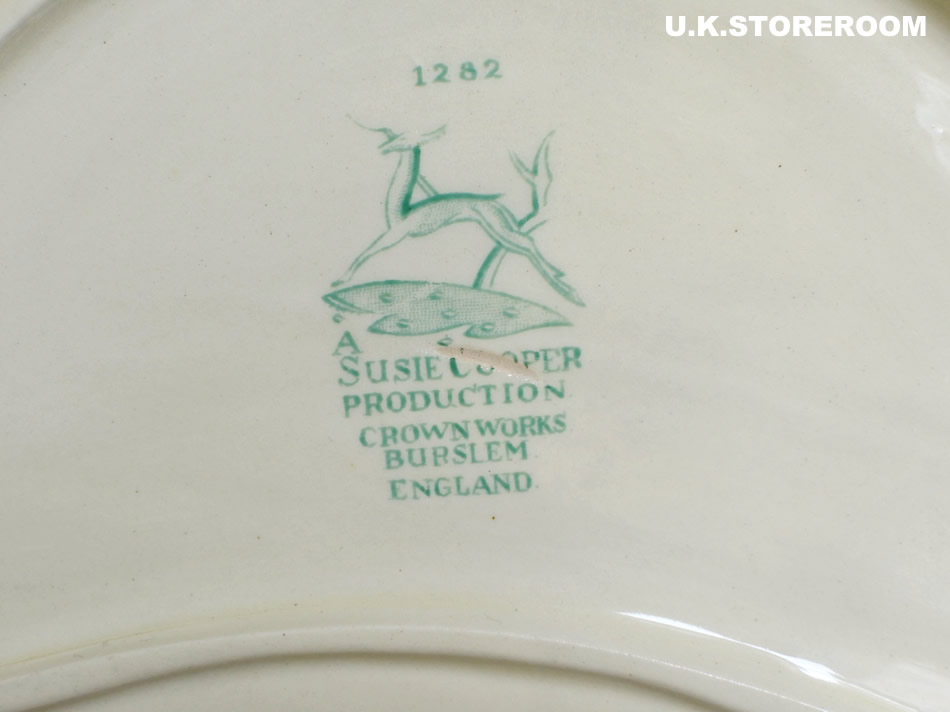 U.K.STOREROOM
1282
A
SUSIE COOPER
PRODUCTION
CROWN WORKS
BURSLEM
ENGLAND.